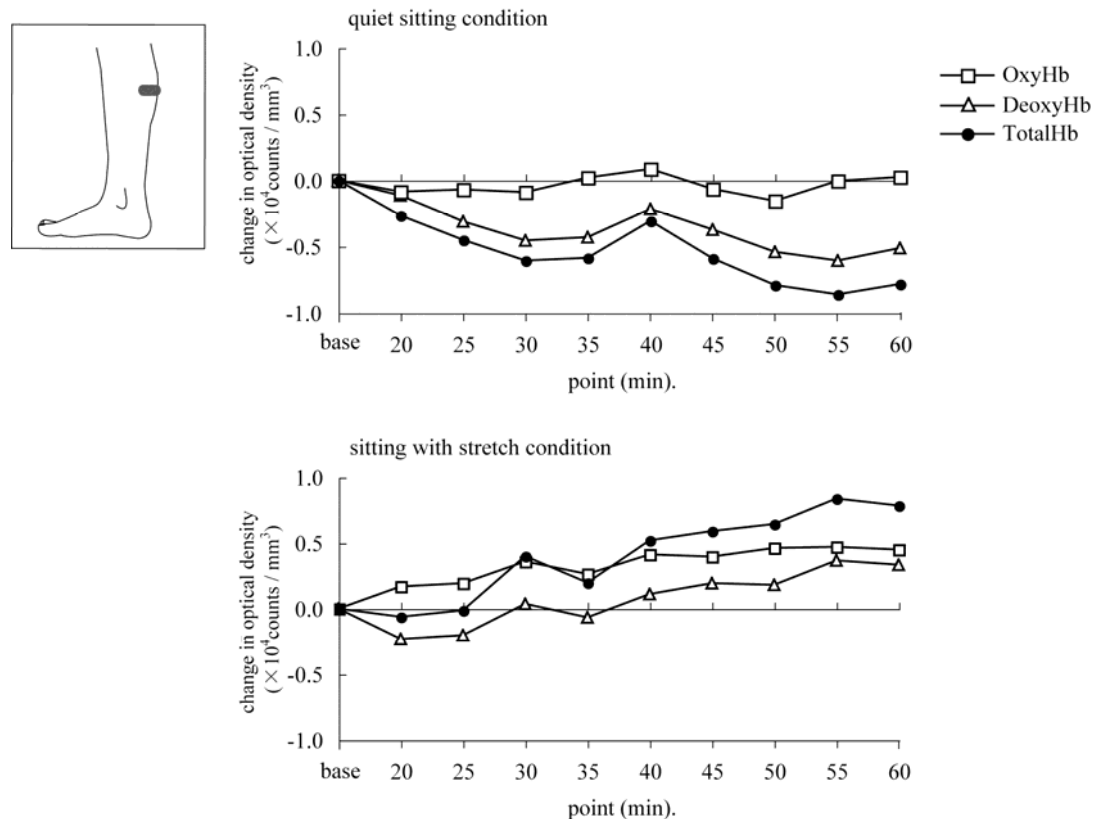 quiet sitting condition
change in optical density
(×10⁴counts / mm³)
1.0
0.5
0.0
-0.5
-1.0
base 20 25 30 35 40 45 50 55 60
point (min).
OxyHb
DeoxyHb
TotalHb
sitting with stretch condition
change in optical density
(×10⁴counts / mm³)
1.0
0.5
0.0
-0.5
-1.0
base 20 25 30 35 40 45 50 55 60
point (min).